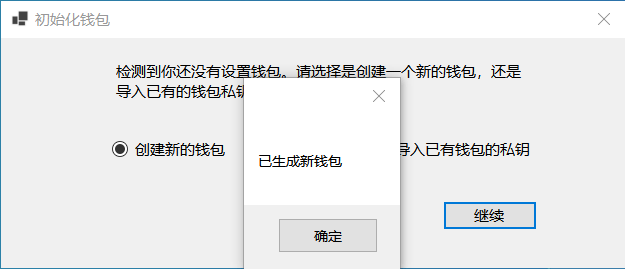 初始化钱包
检测到你还没有设置钱包。请选择是创建一个新的钱包，还是
导入已有的钱包私钥
创建新的钱包
导入已有钱包的私钥
已生成新钱包
继续
确定